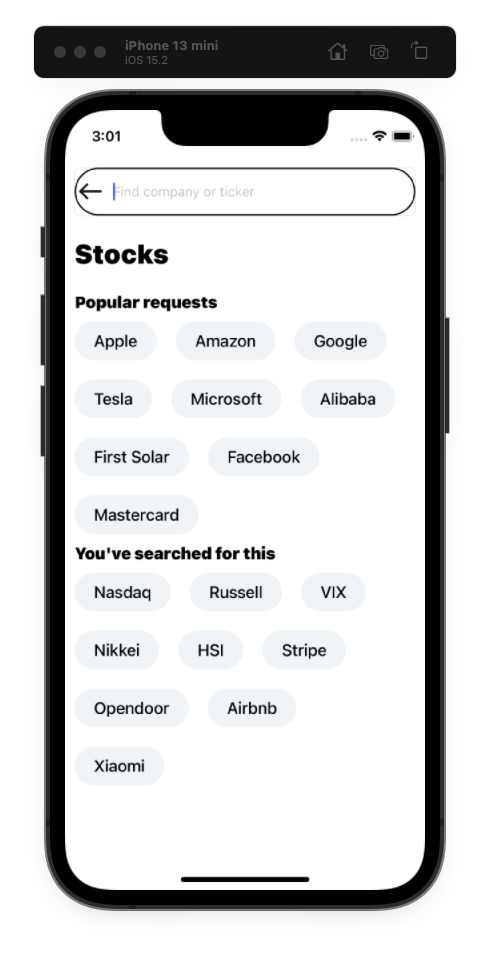 iPhone 13 mini
iOS 15.2
3:01
Find company or ticker
Stocks
Popular requests
Apple Amazon Google
Tesla Microsoft Alibaba
First Solar Facebook
Mastercard
You've searched for this
Nasdaq Russell VIX
Nikkei HSI Stripe
Opendoor Airbnb
Xiaomi